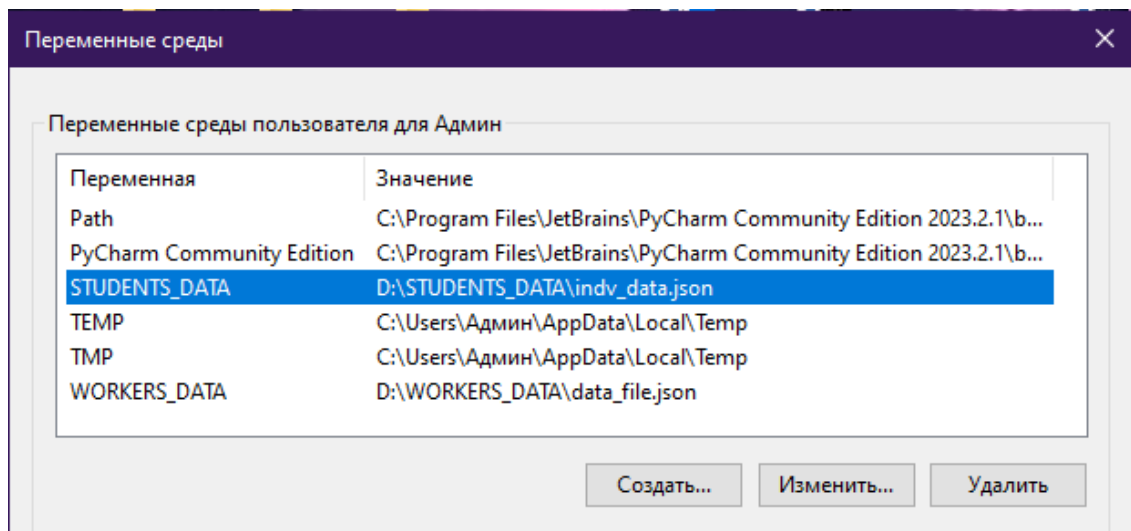 Переменные среды
Переменные среды пользователя для Админ
Переменная Значение
Path C:\Program Files\JetBrains\PyCharm Community Edition 2023.2.1\b...
PyCharm Community Edition C:\Program Files\JetBrains\PyCharm Community Edition 2023.2.1\b...
STUDENTS_DATA D:\STUDENTS_DATA\indv_data.json
TEMP C:\Users\Админ\AppData\Local\Temp
TMP C:\Users\Админ\AppData\Local\Temp
WORKERS_DATA D:\WORKERS_DATA\data_file.json
Создать... Изменить... Удалить